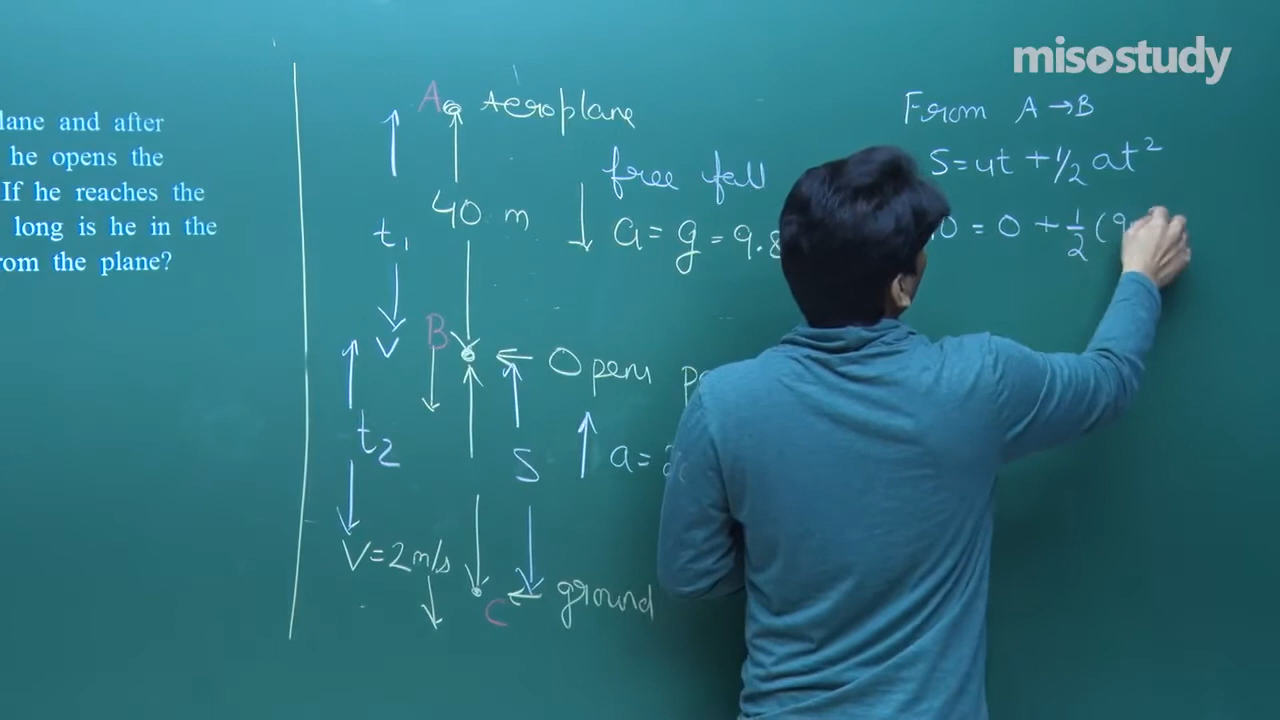 misostudy
lane and after
he opens the
If he reaches the
long is he in the
rom the plane?
A Aeroplane
40 m
t₁
free fall
a = g = 9.8
B
V
Opens
t₂
S
a = 2
V = 2 m/s
C ground
From A → B
S = ut + 1/2 at²
0 = 0 + 1/2 (9